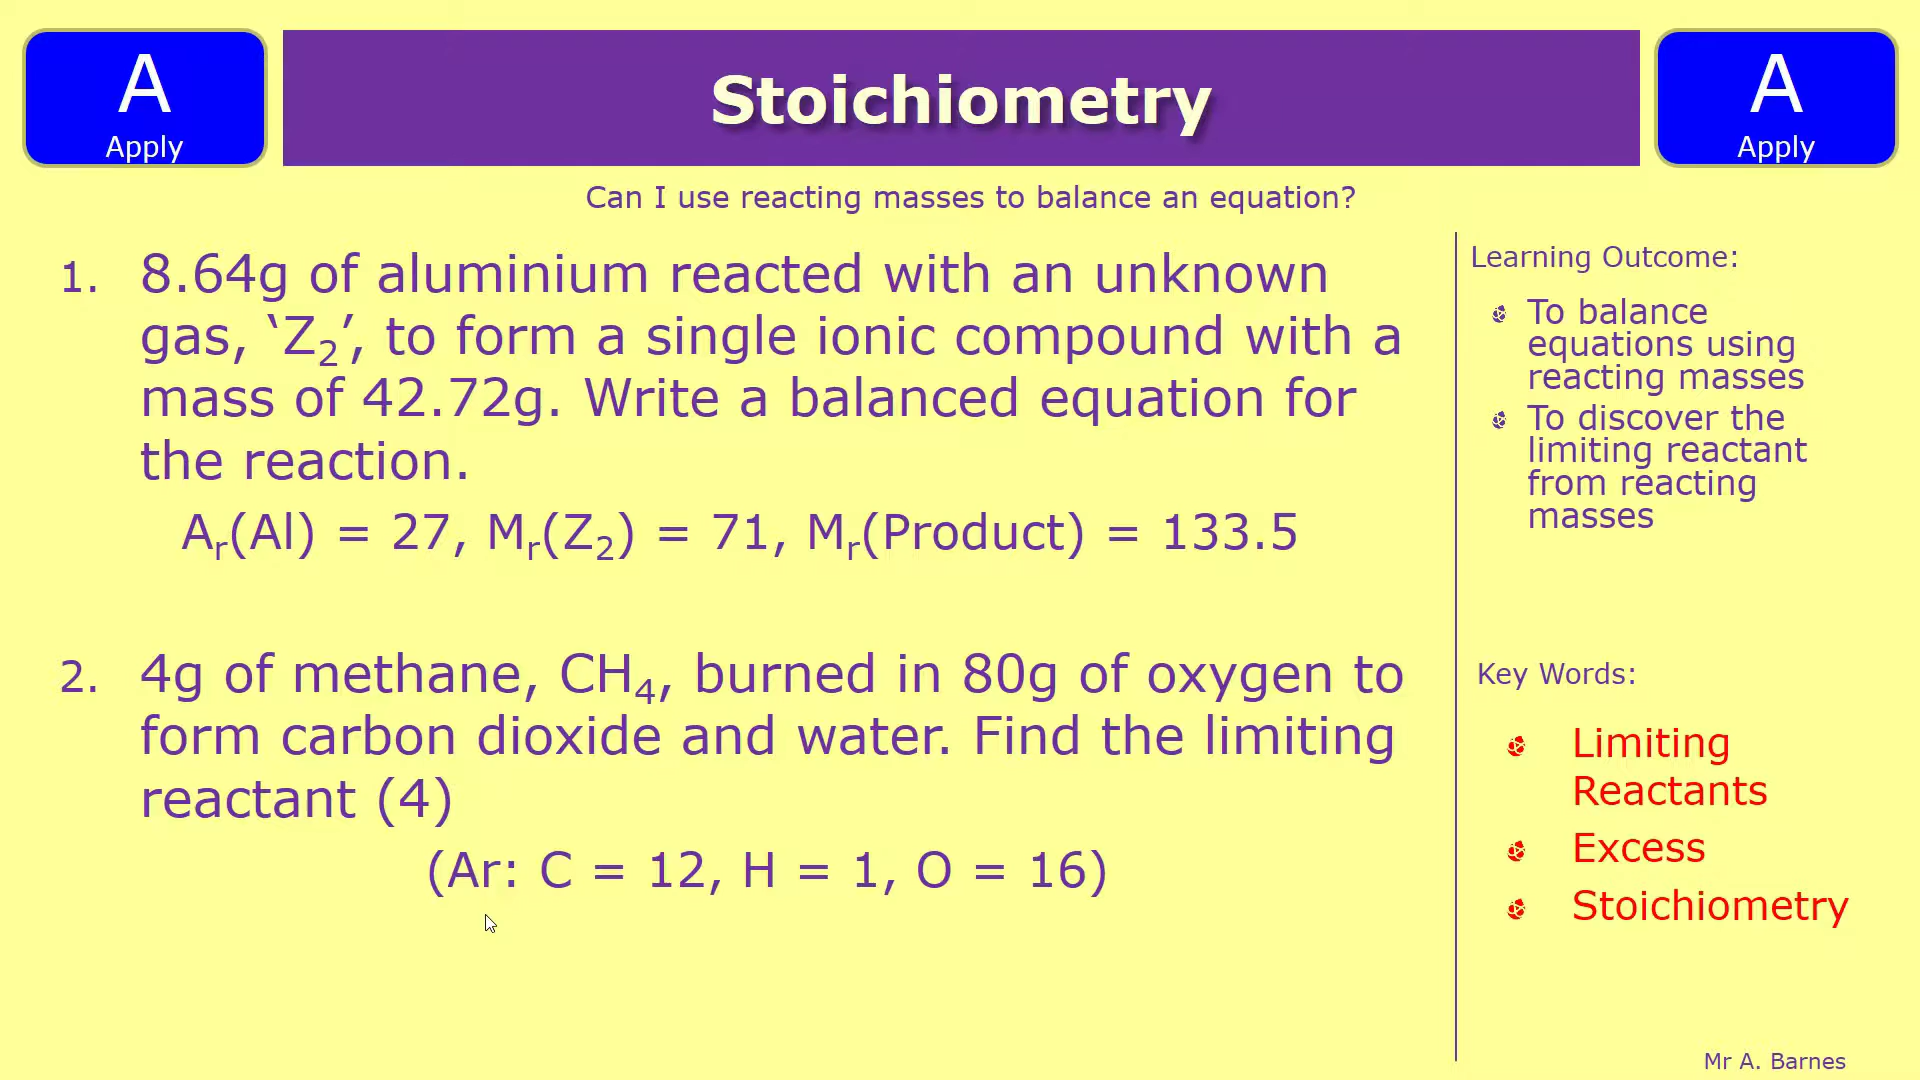 A
Apply
Stoichiometry
A
Apply
Can I use reacting masses to balance an equation?
1. 8.64g of aluminium reacted with an unknown
gas, ‘Z₂’, to form a single ionic compound with a
mass of 42.72g. Write a balanced equation for
the reaction.
Aᵣ(Al) = 27, Mᵣ(Z₂) = 71, Mᵣ(Product) = 133.5
2. 4g of methane, CH₄, burned in 80g of oxygen to
form carbon dioxide and water. Find the limiting
reactant (4)
(Ar: C = 12, H = 1, O = 16)
Learning Outcome:
To balance
equations using
reacting masses
To discover the
limiting reactant
from reacting
masses
Key Words:
Limiting
Reactants
Excess
Stoichiometry
Mr A. Barnes